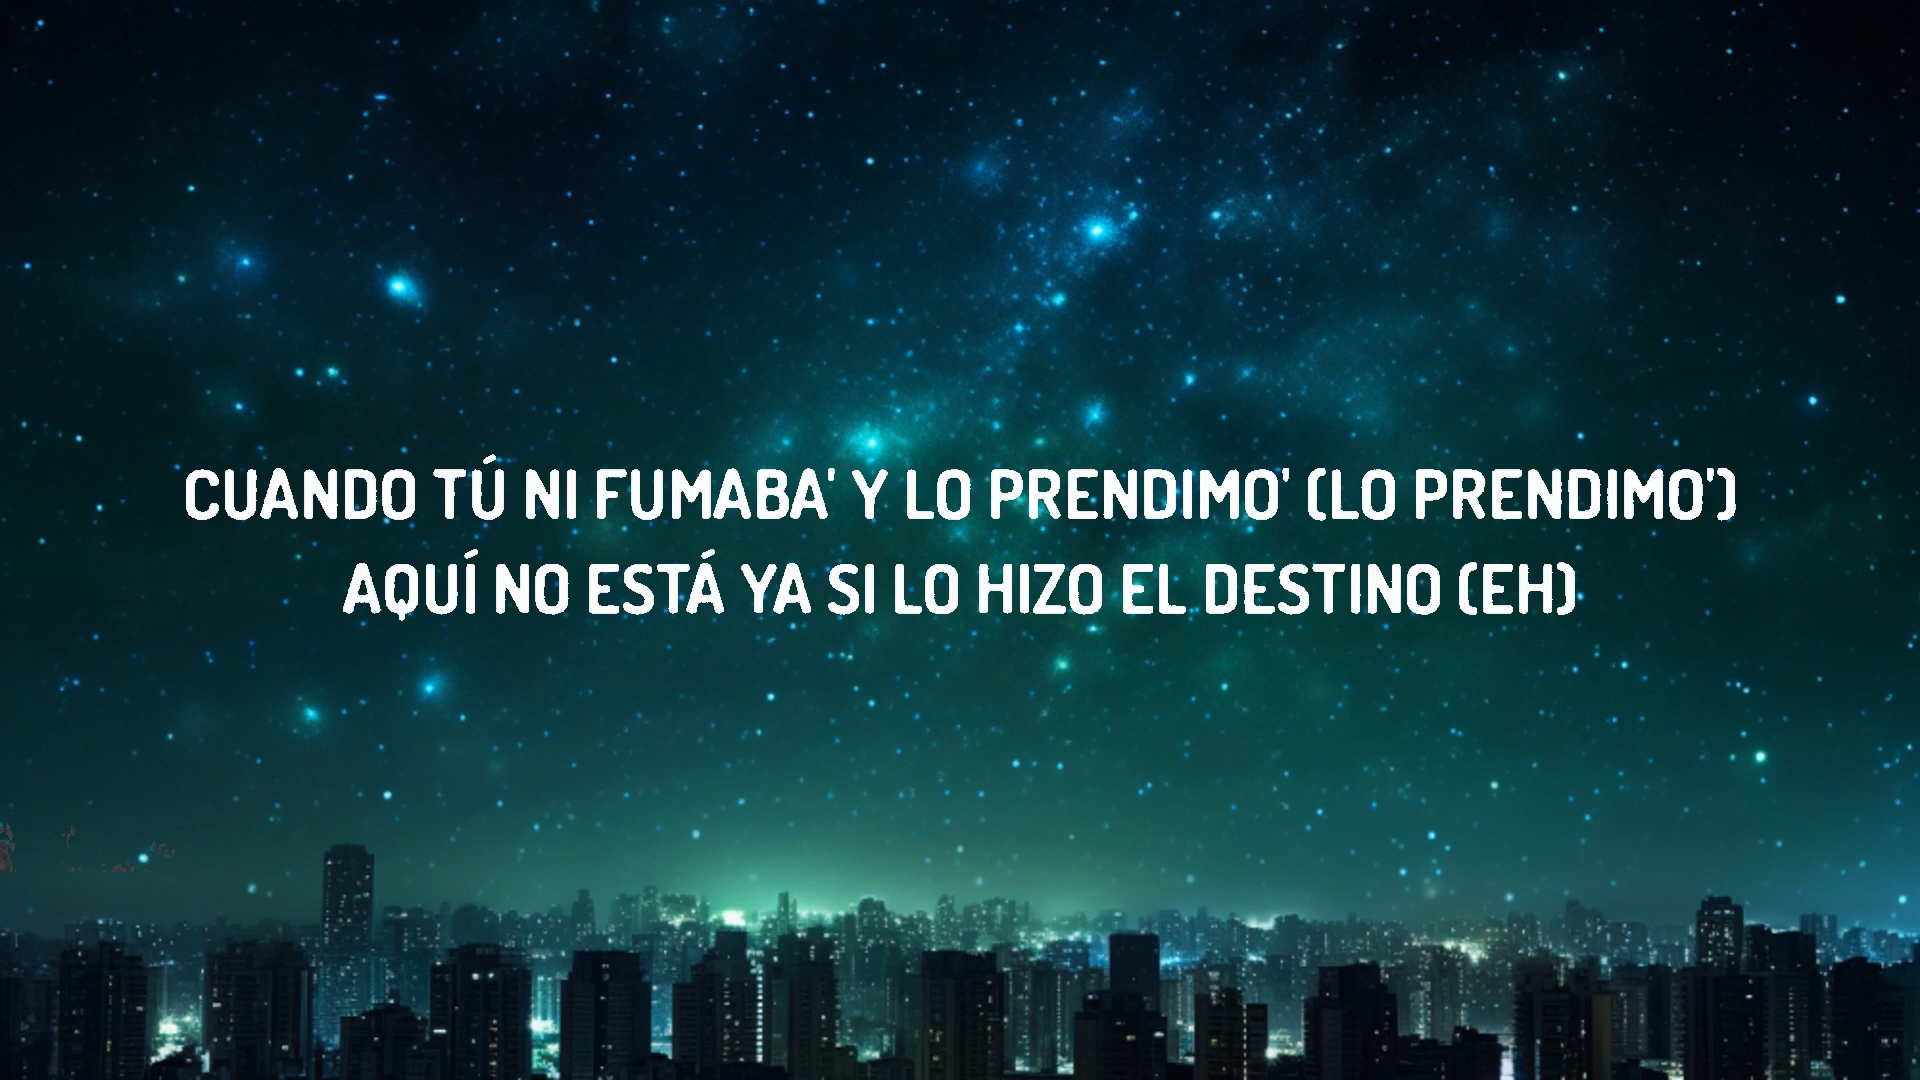 CUANDO TÚ NI FUMABA' Y LO PRENDIMO' (LO PRENDIMO')
AQUÍ NO ESTÁ YA SI LO HIZO EL DESTINO (EH)